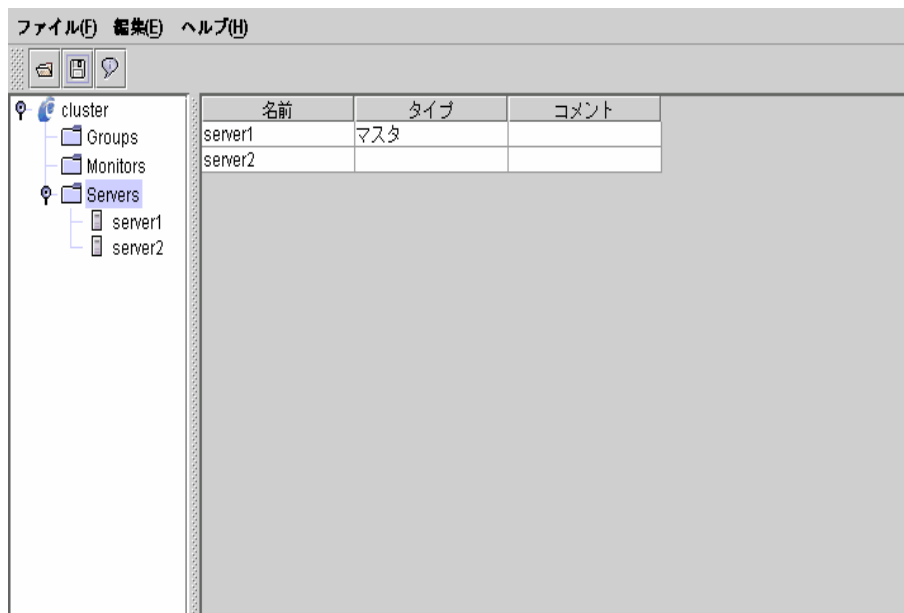 ファイル(F) 編集(E) ヘルプ(H)
cluster
Groups
Monitors
Servers
server1
server2
名前 タイプ コメント
server1 マスタ
server2